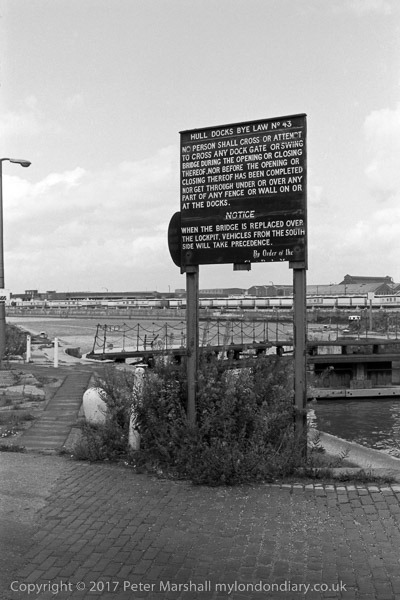 HULL DOCKS BYE LAW Nº 43
NO PERSON SHALL CROSS OR ATTEMPT
TO CROSS ANY DOCK GATE OR SWING
BRIDGE DURING THE OPENING OR CLOSING
THEREOF, NOR BEFORE THE OPENING OR
CLOSING THEREOF HAS BEEN COMPLETED
NOR GET THROUGH UNDER OR OVER ANY
PART OF ANY FENCE OR WALL ON OR
AT THE DOCKS.
NOTICE
WHEN THE BRIDGE IS REPLACED OVER
THE LOCKPIT, VEHICLES FROM THE SOUTH
SIDE WILL TAKE PRECEDENCE.
By Order of the
Copyright © 2017 Peter Marshall mylondondiary.co.uk